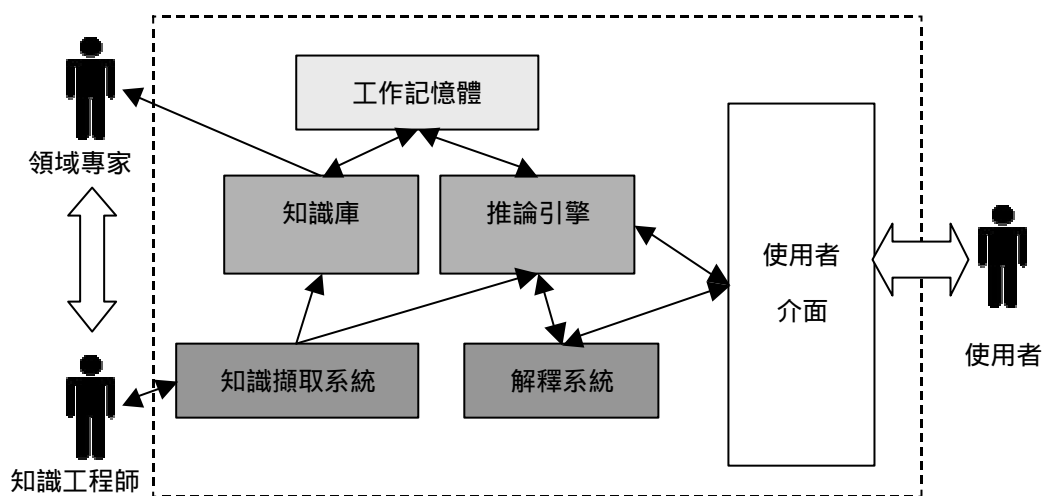 工作記憶體
領域專家
知識庫
推論引擎
使用者
介面
使用者
知識擷取系統
解釋系統
知識工程師